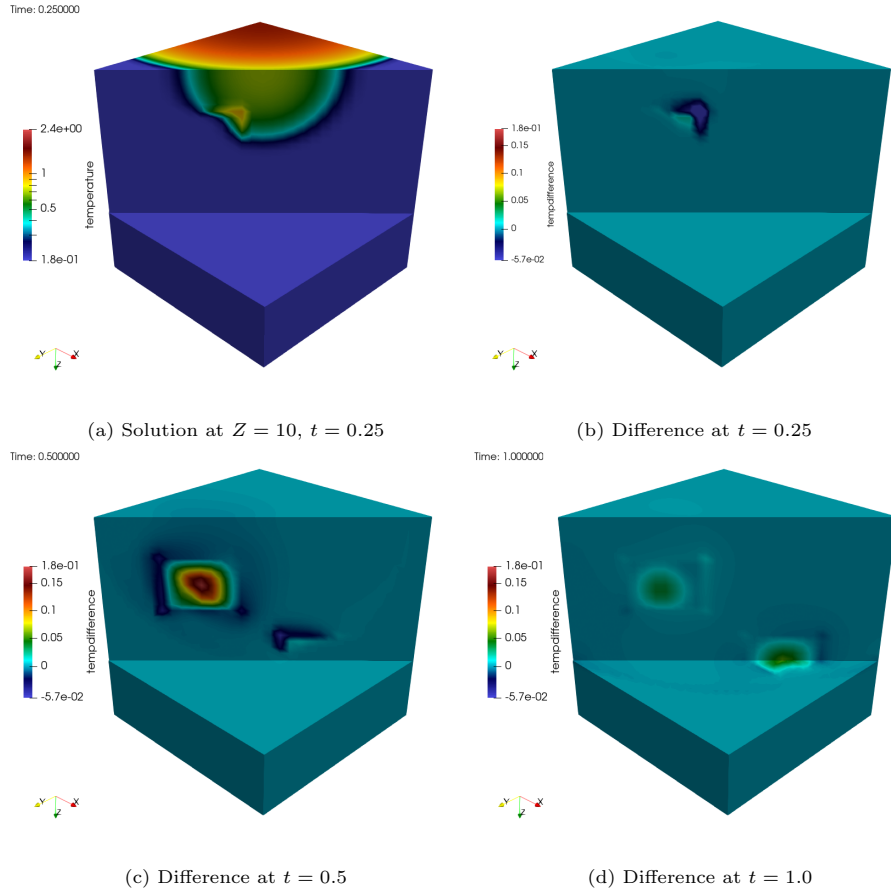 Time: 0.250000
2.4e+00
1
0.5
1.8e-01
temperature
Y X
Z
1.8e-01
0.15
0.10
0.05
0
-5.7e-02
tempdifference
Y X
Z
(a) Solution at Z = 10, t = 0.25
(b) Difference at t = 0.25
Time: 0.500000
1.8e-01
0.15
0.10
0.05
0
-5.7e-02
tempdifference
Y X
Z
Time: 1.000000
1.8e-01
0.15
0.10
0.05
0
-5.7e-02
tempdifference
Y X
Z
(c) Difference at t = 0.5
(d) Difference at t = 1.0